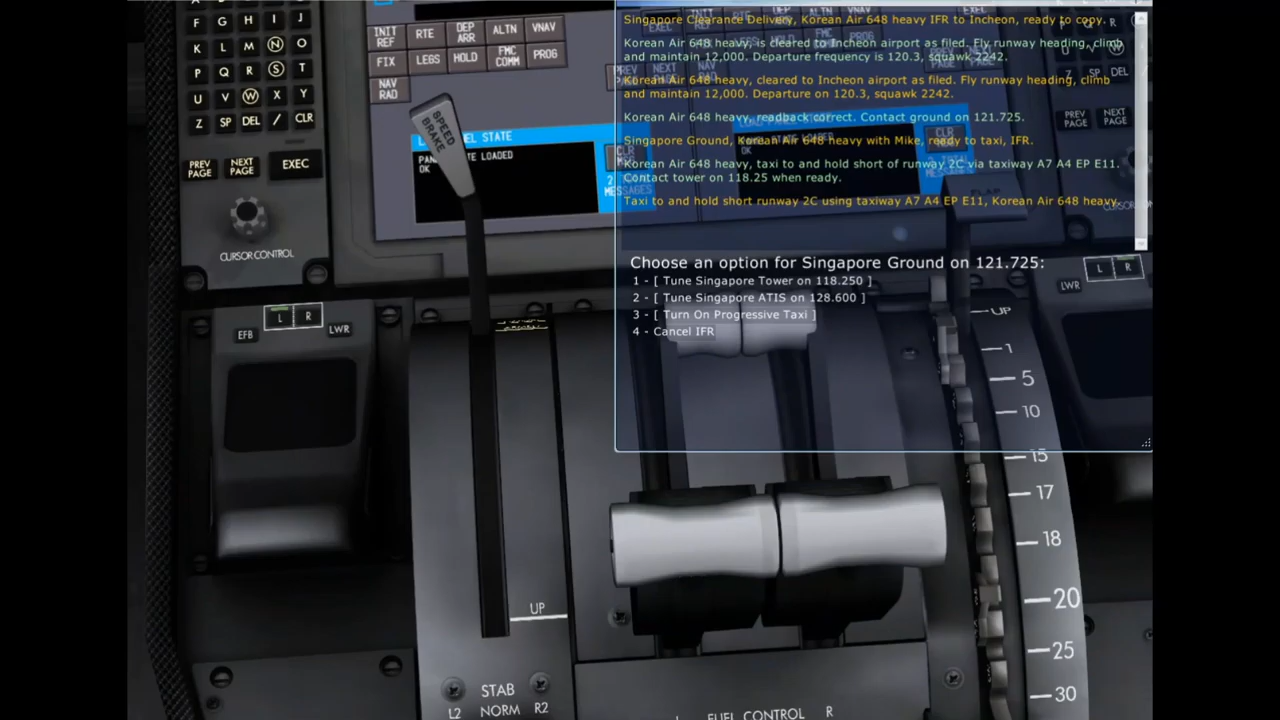 F G H I J
K L M N O
P Q R S T
U V W X Y
Z SP DEL / CLR
PREV PAGE
NEXT PAGE
EXEC
CURSOR CONTROL
INIT REF
RTE
DEP ARR
ALTN
VNAV
FIX
LEGS
HOLD
FMC COMM
PROG
NAV RAD
SPEED BRAKE
OK
Singapore Clearance Delivery, Korean Air 648 heavy IFR to Incheon, ready to copy.
Korean Air 648 heavy, is cleared to Incheon airport as filed. Fly runway heading, climb
and maintain 12,000. Departure frequency is 120.3, squawk 2242.
Korean Air 648 heavy, cleared to Incheon airport as filed. Fly runway heading, climb
and maintain 12,000. Departure on 120.3, squawk 2242.
Korean Air 648 heavy, readback correct. Contact ground on 121.725.
Singapore Ground, Korean Air 648 heavy with Mike, ready to taxi, IFR.
Korean Air 648 heavy, taxi to and hold short of runway 2C via taxiway A7 A4 EP E11.
Contact tower on 118.25 when ready.
Taxi to and hold short runway 2C using taxiway A7 A4 EP E11, Korean Air 648 heavy.
Choose an option for Singapore Ground on 121.725:
1 - [ Tune Singapore Tower on 118.250 ]
2 - [ Tune Singapore ATIS on 128.600 ]
3 - [ Turn On Progressive Taxi ]
4 - Cancel IFR
PREV PAGE
NEXT PAGE
L R
EFB
LWR
L R
LWR
UP
1
5
10
15
17
18
20
25
30
UP
STAB
L2 NORM R2
FUEL CONTROL R